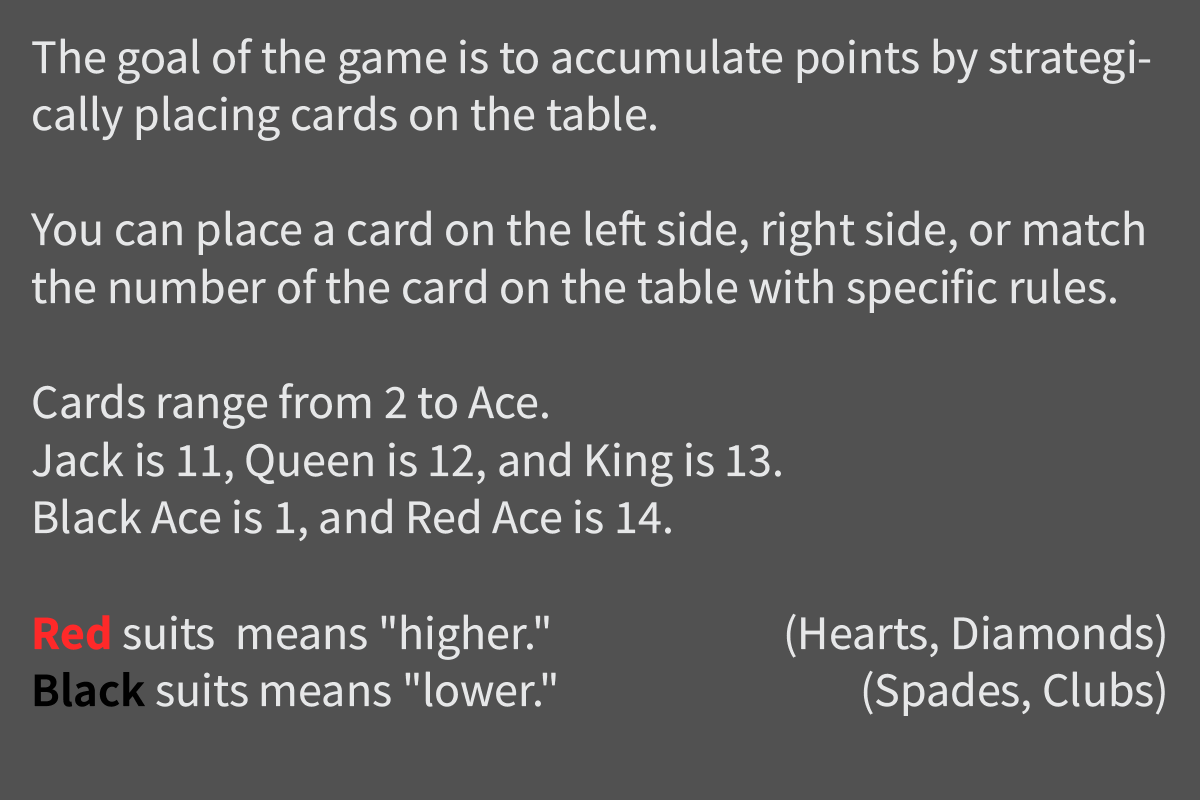 The goal of the game is to accumulate points by strategi-
cally placing cards on the table.
You can place a card on the left side, right side, or match
the number of the card on the table with specific rules.
Cards range from 2 to Ace.
Jack is 11, Queen is 12, and King is 13.
Black Ace is 1, and Red Ace is 14.
Red suits  means "higher." (Hearts, Diamonds)
Black suits means "lower." (Spades, Clubs)